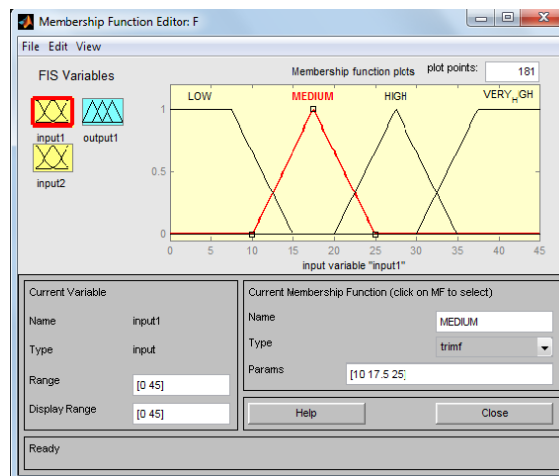 Membership Function Editor: F
File Edit View
FIS Variables
Membership function plots
plot points:
181
input1
output1
input2
LOW
MEDIUM
HIGH
VERY_HGH
1
0.5
0
0 5 10 15 20 25 30 35 40 45
input variable "input1"
Current Variable
Name input1
Type input
Range [0 45]
Display Range [0 45]
Current Membership Function (click on MF to select)
Name MEDIUM
Type trimf
Params [10 17.5 25]
Help Close
Ready